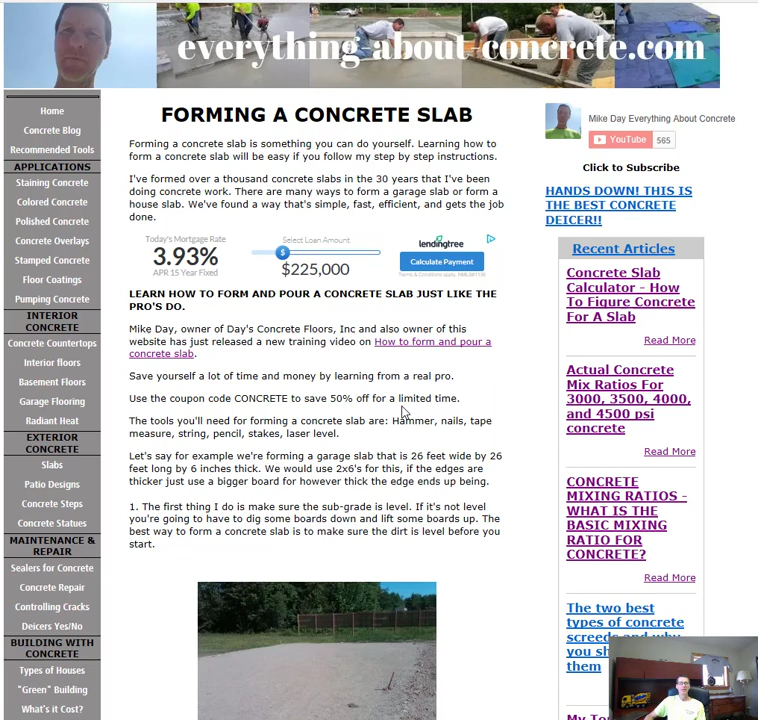 everything-about-concrete.com
Home
Concrete Blog
Recommended Tools
APPLICATIONS
Staining Concrete
Colored Concrete
Polished Concrete
Concrete Overlays
Stamped Concrete
Floor Coatings
Pumping Concrete
INTERIOR
CONCRETE
Concrete Countertops
Interior floors
Basement Floors
Garage Flooring
Radiant Heat
EXTERIOR
CONCRETE
Slabs
Patio Designs
Concrete Steps
Concrete Statues
MAINTENANCE &
REPAIR
Sealers for Concrete
Concrete Repair
Controlling Cracks
Deicers Yes/No
BUILDING WITH
CONCRETE
Types of Houses
"Green" Building
What's it Cost?
FORMING A CONCRETE SLAB
Forming a concrete slab is something you can do yourself. Learning how to
form a concrete slab will be easy if you follow my step by step instructions.
I've formed over a thousand concrete slabs in the 30 years that I've been
doing concrete work. There are many ways to form a garage slab or form a
house slab. We've found a way that's simple, fast, efficient, and gets the job
done.
Today's Mortgage Rate
3.93%
APR 15 Year Fixed
Select Loan Amount
$
$225,000
lendingtree
Calculate Payment
LEARN HOW TO FORM AND POUR A CONCRETE SLAB JUST LIKE THE
PRO'S DO.
Mike Day, owner of Day's Concrete Floors, Inc and also owner of this
website has just released a new training video on How to form and pour a
concrete slab.
Save yourself a lot of time and money by learning from a real pro.
Use the coupon code CONCRETE to save 50% off for a limited time.
The tools you'll need for forming a concrete slab are: Hammer, nails, tape
measure, string, pencil, stakes, laser level.
Let's say for example we're forming a garage slab that is 26 feet wide by 26
feet long by 6 inches thick. We would use 2x6's for this, if the edges are
thicker just use a bigger board for however thick the edge ends up being.
1. The first thing I do is make sure the sub-grade is level. If it's not level
you're going to have to dig some boards down and lift some boards up. The
best way to form a concrete slab is to make sure the dirt is level before you
start.
Mike Day Everything About Concrete
YouTube 565
Click to Subscribe
HANDS DOWN! THIS IS
THE BEST CONCRETE
DEICER!!
Recent Articles
Concrete Slab
Calculator - How
To Figure Concrete
For A Slab
Read More
Actual Concrete
Mix Ratios For
3000, 3500, 4000,
and 4500 psi
concrete
Read More
CONCRETE
MIXING RATIOS -
WHAT IS THE
BASIC MIXING
RATIO FOR
CONCRETE?
Read More
The two best
types of concrete
screeds and why
you
them